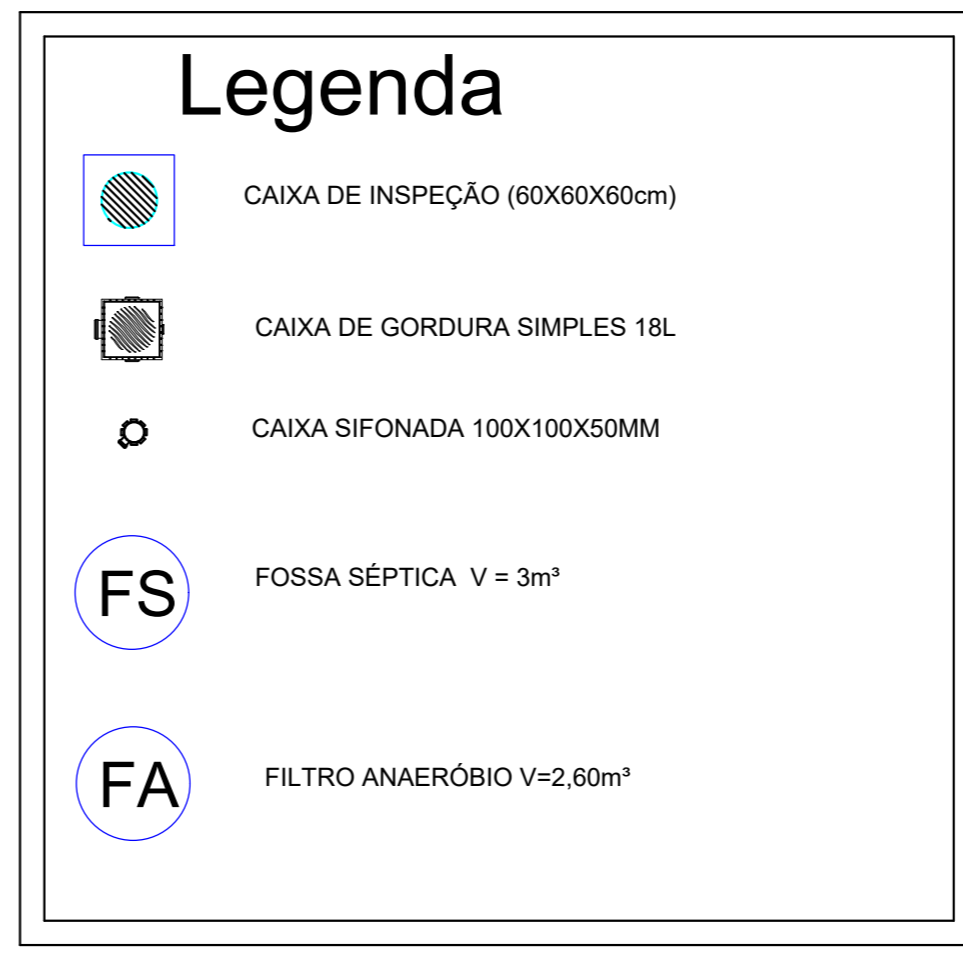 Legenda
CAIXA DE INSPEÇÃO (60X60X60cm)
CAIXA DE GORDURA SIMPLES 18L
CAIXA SIFONADA 100X100X50MM
FS FOSSA SÉPTICA V = 3m³
FA FILTRO ANAERÓBIO V=2,60m³